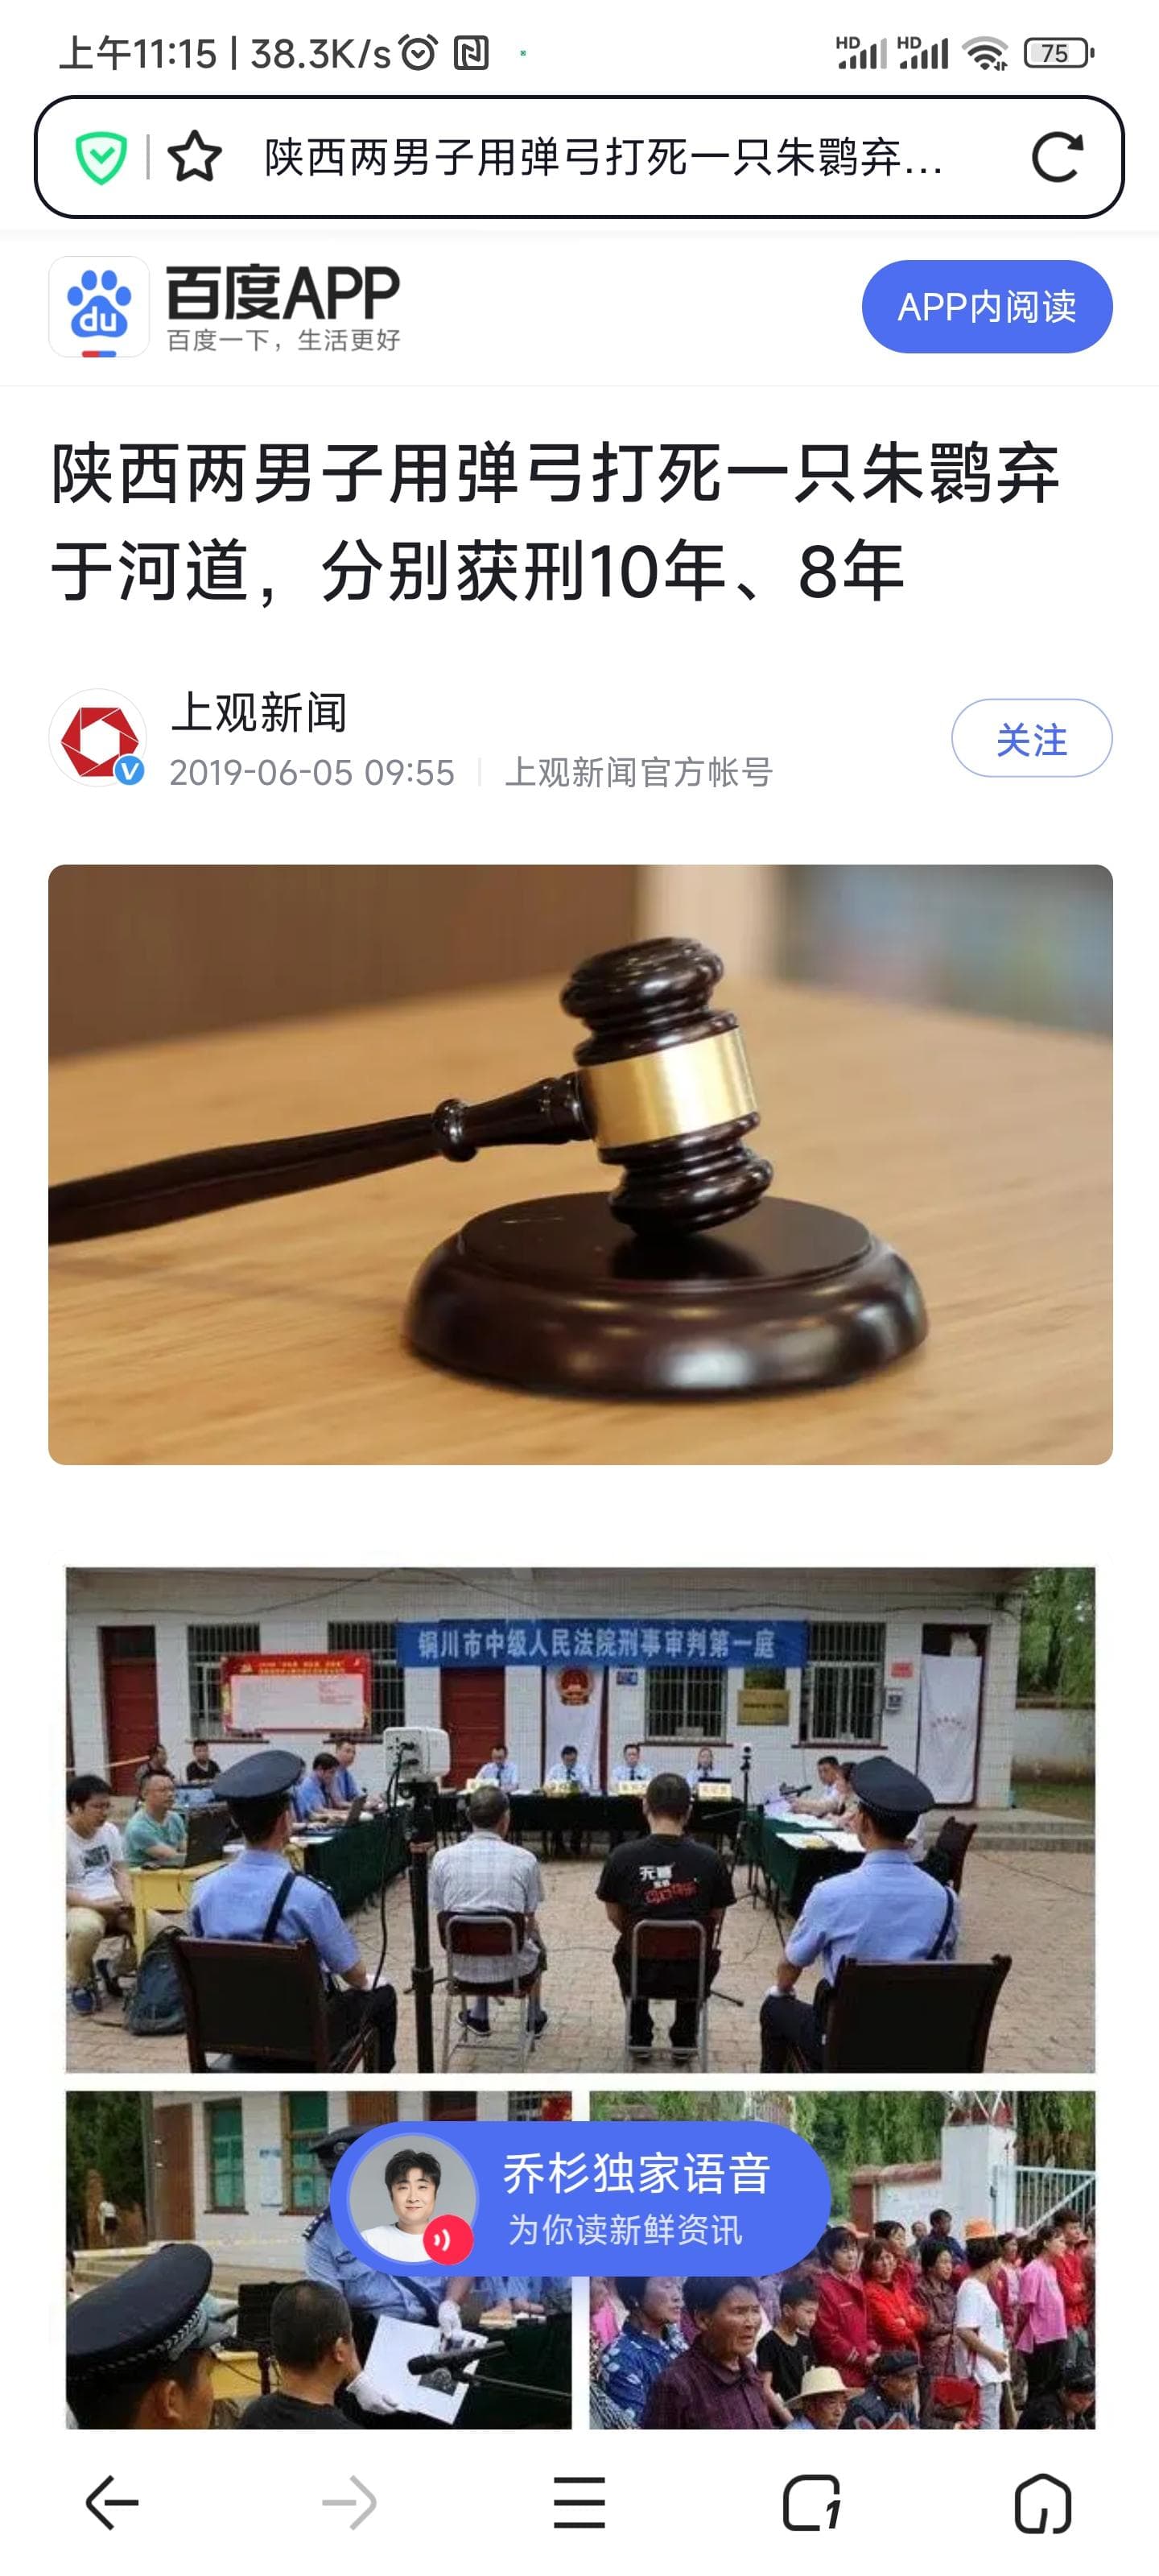 上午11:15 | 38.3K/s
HD
HD
75
陕西两男子用弹弓打死一只朱鹮弃...
du
百度APP
百度一下，生活更好
APP内阅读
陕西两男子用弹弓打死一只朱鹮弃
于河道，分别获刑10年、8年
上观新闻
V
2019-06-05 09:55
上观新闻官方帐号
关注
铜川市中级人民法院刑事审判第一庭
乔杉独家语音
为你读新鲜资讯
1